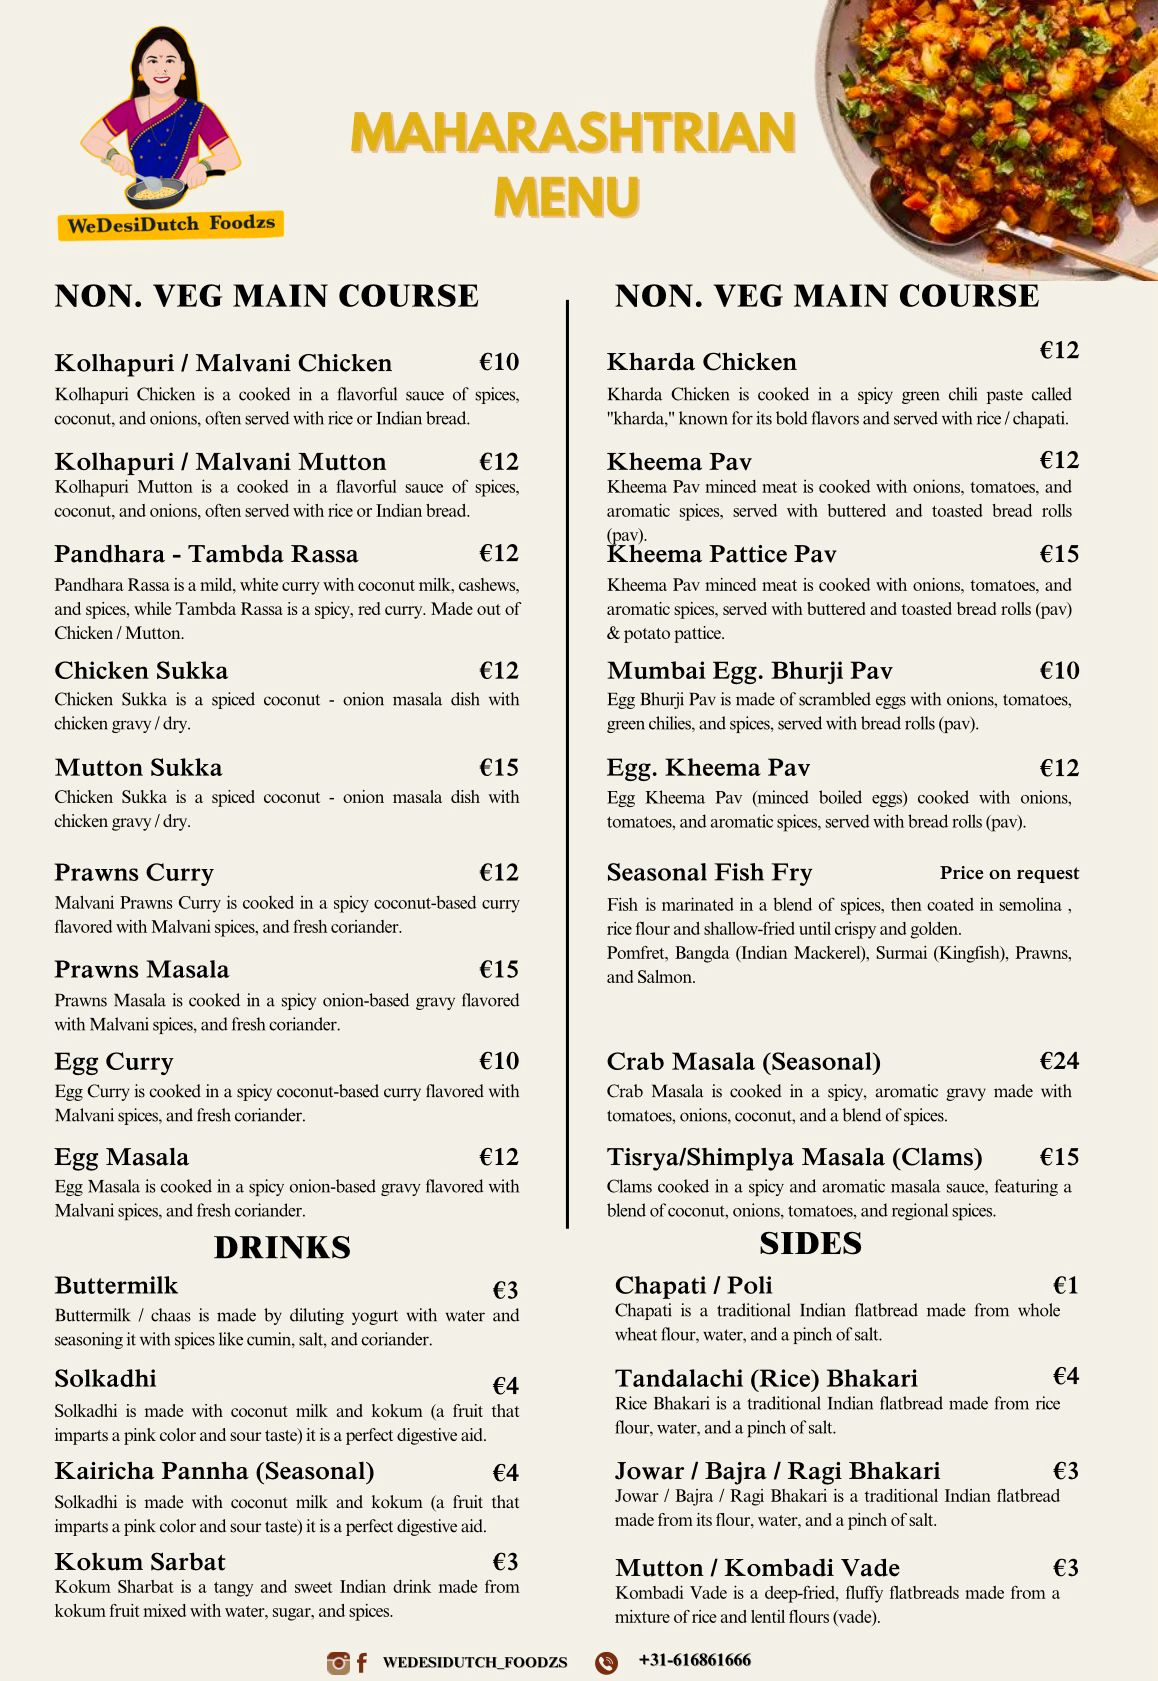 WeDesiDutch Foodzs
MAHARASHTRIAN
MENU
NON. VEG MAIN COURSE
Kolhapuri / Malvani Chicken €10
Kolhapuri Chicken is a cooked in a flavorful sauce of spices,
coconut, and onions, often served with rice or Indian bread.
Kolhapuri / Malvani Mutton €12
Kolhapuri Mutton is a cooked in a flavorful sauce of spices,
coconut, and onions, often served with rice or Indian bread.
Pandhara - Tambda Rassa €12
Pandhara Rassa is a mild, white curry with coconut milk, cashews,
and spices, while Tambda Rassa is a spicy, red curry. Made out of
Chicken / Mutton.
Chicken Sukka €12
Chicken Sukka is a spiced coconut - onion masala dish with
chicken gravy / dry.
Mutton Sukka €15
Chicken Sukka is a spiced coconut - onion masala dish with
chicken gravy / dry.
Prawns Curry €12
Malvani Prawns Curry is cooked in a spicy coconut-based curry
flavored with Malvani spices, and fresh coriander.
Prawns Masala €15
Prawns Masala is cooked in a spicy onion-based gravy flavored
with Malvani spices, and fresh coriander.
Egg Curry €10
Egg Curry is cooked in a spicy coconut-based curry flavored with
Malvani spices, and fresh coriander.
Egg Masala €12
Egg Masala is cooked in a spicy onion-based gravy flavored with
Malvani spices, and fresh coriander.
NON. VEG MAIN COURSE
Kharda Chicken €12
Kharda Chicken is cooked in a spicy green chili paste called
"kharda," known for its bold flavors and served with rice / chapati.
Kheema Pav €12
Kheema Pav minced meat is cooked with onions, tomatoes, and
aromatic spices, served with buttered and toasted bread rolls
(pav).
Kheema Pattice Pav €15
Kheema Pav minced meat is cooked with onions, tomatoes, and
aromatic spices, served with buttered and toasted bread rolls (pav)
& potato pattice.
Mumbai Egg. Bhurji Pav €10
Egg Bhurji Pav is made of scrambled eggs with onions, tomatoes,
green chilies, and spices, served with bread rolls (pav).
Egg. Kheema Pav €12
Egg Kheema Pav (minced boiled eggs) cooked with onions,
tomatoes, and aromatic spices, served with bread rolls (pav).
Seasonal Fish Fry Price on request
Fish is marinated in a blend of spices, then coated in semolina ,
rice flour and shallow-fried until crispy and golden.
Pomfret, Bangda (Indian Mackerel), Surmai (Kingfish), Prawns,
and Salmon.
Crab Masala (Seasonal) €24
Crab Masala is cooked in a spicy, aromatic gravy made with
tomatoes, onions, coconut, and a blend of spices.
Tisrya/Shimplya Masala (Clams) €15
Clams cooked in a spicy and aromatic masala sauce, featuring a
blend of coconut, onions, tomatoes, and regional spices.
DRINKS
Buttermilk €3
Buttermilk / chaas is made by diluting yogurt with water and
seasoning it with spices like cumin, salt, and coriander.
Solkadhi €4
Solkadhi is made with coconut milk and kokum (a fruit that
imparts a pink color and sour taste) it is a perfect digestive aid.
Kairicha Pannha (Seasonal) €4
Solkadhi is made with coconut milk and kokum (a fruit that
imparts a pink color and sour taste) it is a perfect digestive aid.
Kokum Sarbat €3
Kokum Sharbat is a tangy and sweet Indian drink made from
kokum fruit mixed with water, sugar, and spices.
SIDES
Chapati / Poli €1
Chapati is a traditional Indian flatbread made from whole
wheat flour, water, and a pinch of salt.
Tandalachi (Rice) Bhakari €4
Rice Bhakari is a traditional Indian flatbread made from rice
flour, water, and a pinch of salt.
Jowar / Bajra / Ragi Bhakari €3
Jowar / Bajra / Ragi Bhakari is a traditional Indian flatbread
made from its flour, water, and a pinch of salt.
Mutton / Kombadi Vade €3
Kombadi Vade is a deep-fried, fluffy flatbreads made from a
mixture of rice and lentil flours (vade).
WEDESIDUTCH_FOODZS +31-616861666